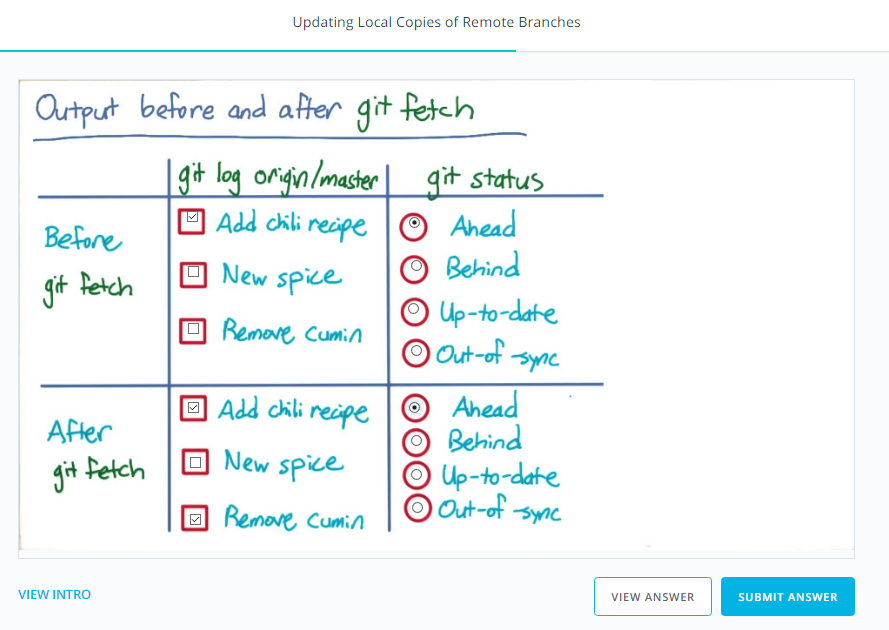 Updating Local Copies of Remote Branches
Output before and after git fetch
git log origin/master git status
Before
git fetch
Add chili recipe
New spice
Remove cumin
Ahead
Behind
Up-to-date
Out-of-sync
After
git fetch
Add chili recipe
New spice
Remove cumin
Ahead
Behind
Up-to-date
Out-of-sync
VIEW INTRO
VIEW ANSWER
SUBMIT ANSWER